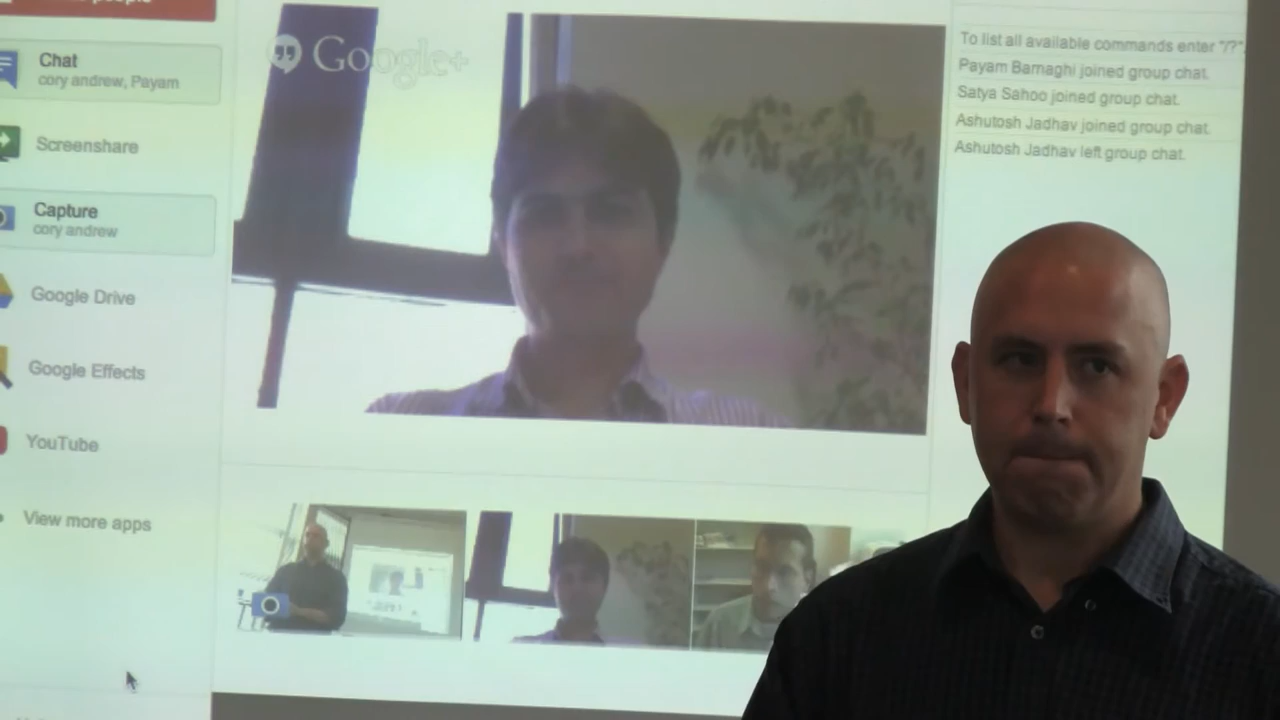 people
Chat
cory andrew, Payam
Screenshare
Capture
cory andrew
Google Drive
Google Effects
YouTube
View more apps
Google+
To list all available commands enter "/?".
Payam Barnaghi joined group chat.
Satya Sahoo joined group chat.
Ashutosh Jadhav joined group chat.
Ashutosh Jadhav left group chat.